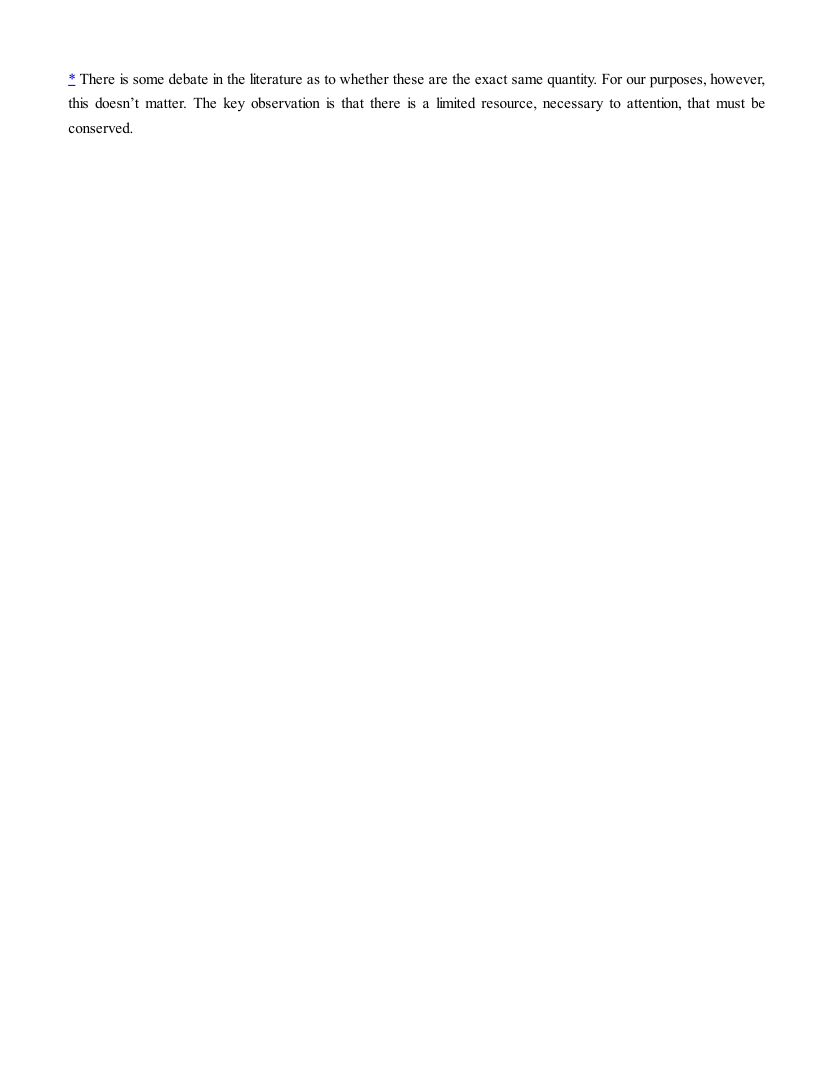 * There is some debate in the literature as to whether these are the exact same quantity. For our purposes, however,
this doesn’t matter. The key observation is that there is a limited resource, necessary to attention, that must be
conserved.